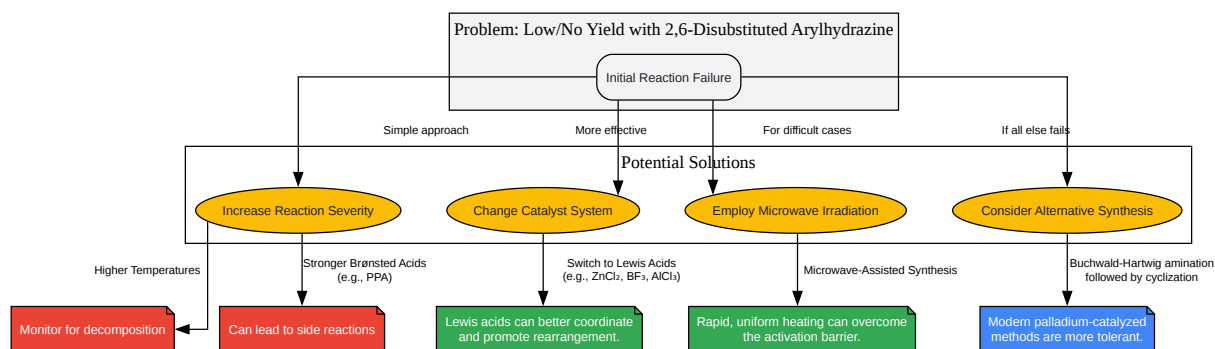 Problem: Low/No Yield with 2,6-Disubstituted Arylhydrazine
Initial Reaction Failure
Simple approach
More effective
For difficult cases
If all else fails
Potential Solutions
Increase Reaction Severity
Change Catalyst System
Employ Microwave Irradiation
Consider Alternative Synthesis
Higher Temperatures
Stronger Brønsted Acids
(e.g., PPA)
Switch to Lewis Acids
(e.g., ZnCl₂, BF₃, AlCl₃)
Microwave-Assisted Synthesis
Buchwald-Hartwig amination
followed by cyclization
Monitor for decomposition
Can lead to side reactions
Lewis acids can better coordinate
and promote rearrangement.
Rapid, uniform heating can overcome
the activation barrier.
Modern palladium-catalyzed
methods are more tolerant.